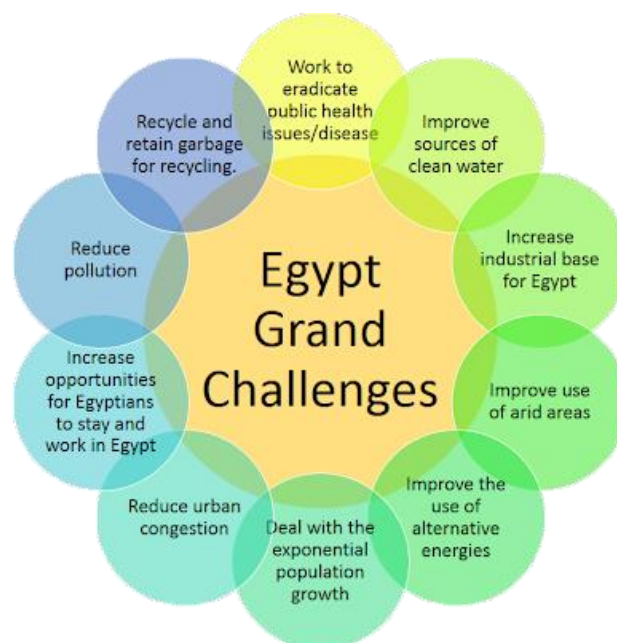 Work to
eradicate
public health
issues/disease
Improve
sources of
clean water
Increase
industrial base
for Egypt
Improve use
of arid areas
Improve the
use of
alternative
energies
Deal with the
exponential
population
growth
Reduce urban
congestion
Increase
opportunities
for Egyptians
to stay and
work in Egypt
Reduce
pollution
Recycle and
retain garbage
for recycling.
Egypt
Grand
Challenges